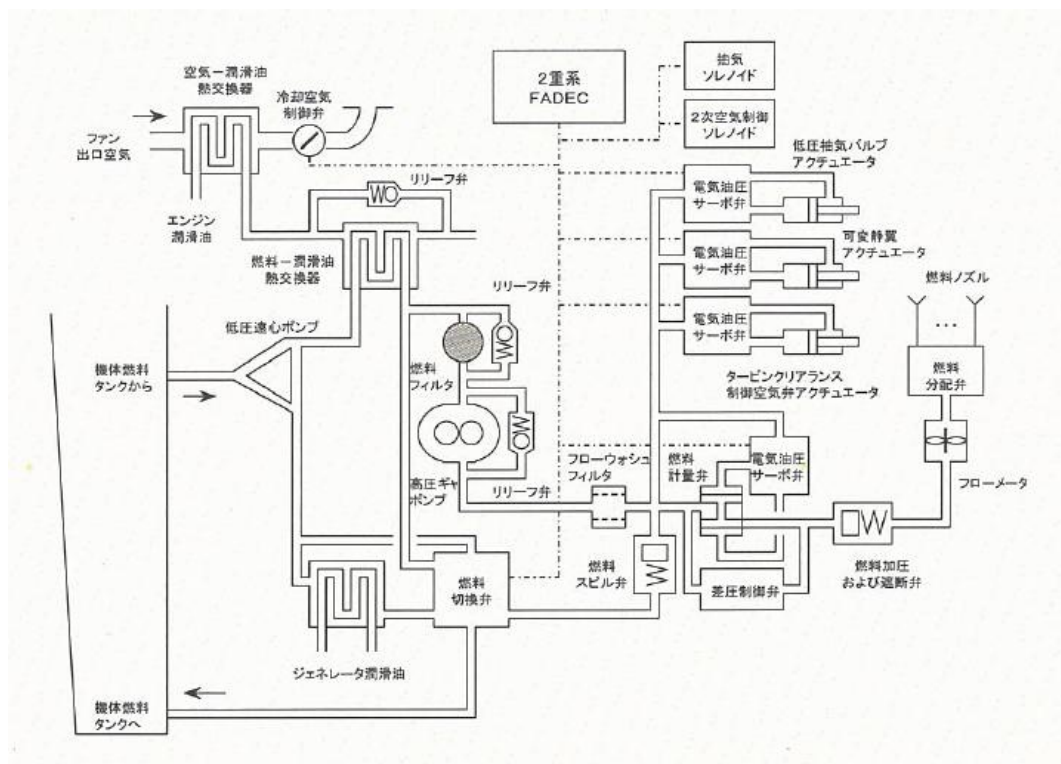 空気－潤滑油
熱交換器
冷却空気
制御弁
ファン
出口空気
エンジン
潤滑油
リリーフ弁
燃料－潤滑油
熱交換器
2重系
FADEC
抽気
ソレノイド
2次空気制御
ソレノイド
低圧抽気バルブ
アクチュエータ
電気油圧
サーボ弁
可変静翼
アクチュエータ
電気油圧
サーボ弁
燃料ノズル
電気油圧
サーボ弁
タービンクリアランス
制御空気弁アクチュエータ
燃料
分配弁
低圧遠心ポンプ
機体燃料
タンクから
リリーフ弁
燃料
フィルタ
高圧ギヤ
ポンプ
リリーフ弁
フローウォシュ
フィルタ
燃料
計量弁
電気油圧
サーボ弁
フローメータ
燃料
スピル弁
差圧制御弁
燃料加圧
および遮断弁
燃料
切換弁
ジェネレータ潤滑油
機体燃料
タンクへ